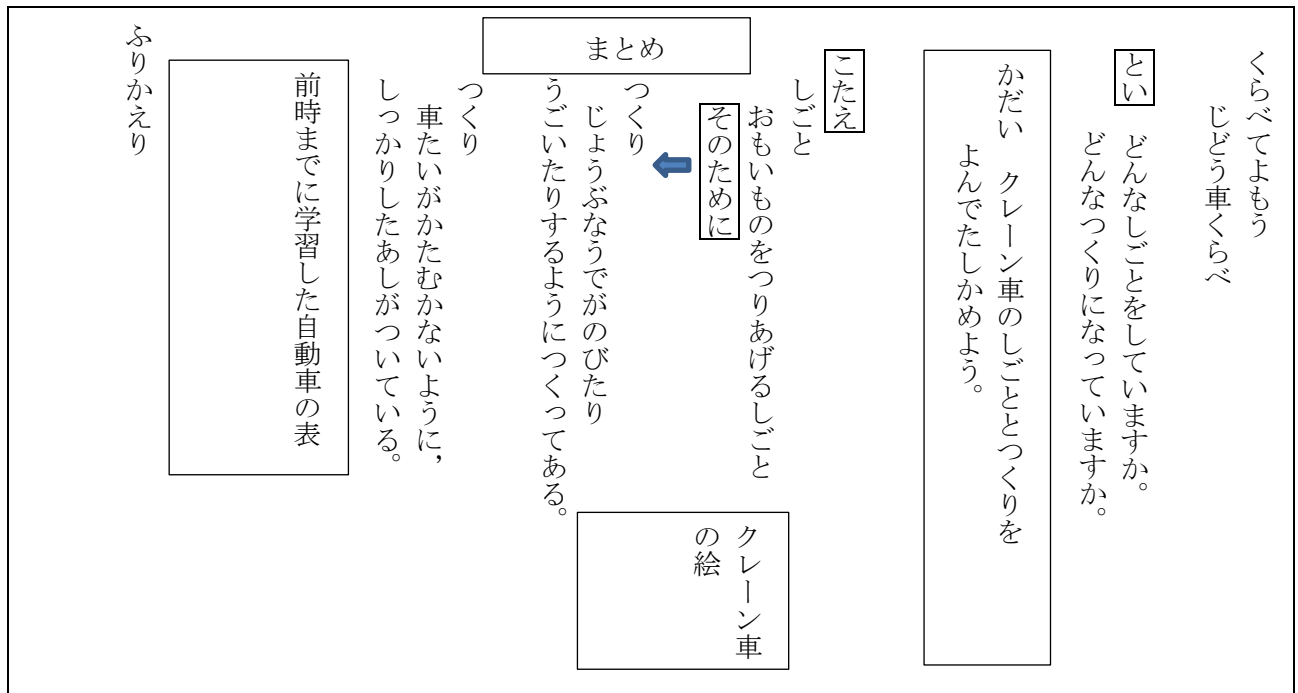 くらべてよもう
じどう車くらべ
とい　どんなしごとをしていますか。
どんなつくりになっていますか。
かだい　クレーン車のしごととつくりを
よんでたしかめよう。
こたえ
しごと
おもいものをつりあげるしごと
そのために
つくり
じょうぶなうでがのびたり
うごいたりするようにつくってある。
まとめ
つくり
車たいがかたむかないように，
しっかりしたあしがついている。
クレーン車
の絵
前時までに学習した自動車の表
ふりかえり